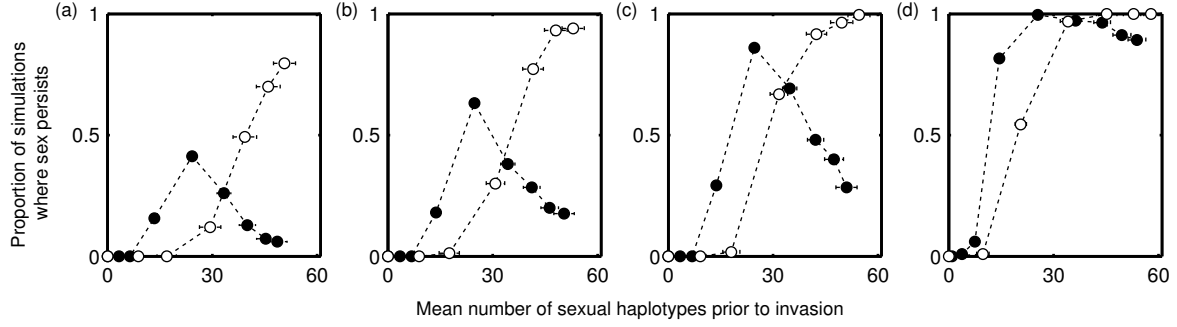 (a) (b) (c) (d)
1 1 1 1
Proportion of simulations
where sex persists
0.5 0.5 0.5 0.5
0 0 0 0
0 30 60 0 30 60 0 30 60 0 30 60
Mean number of sexual haplotypes prior to invasion